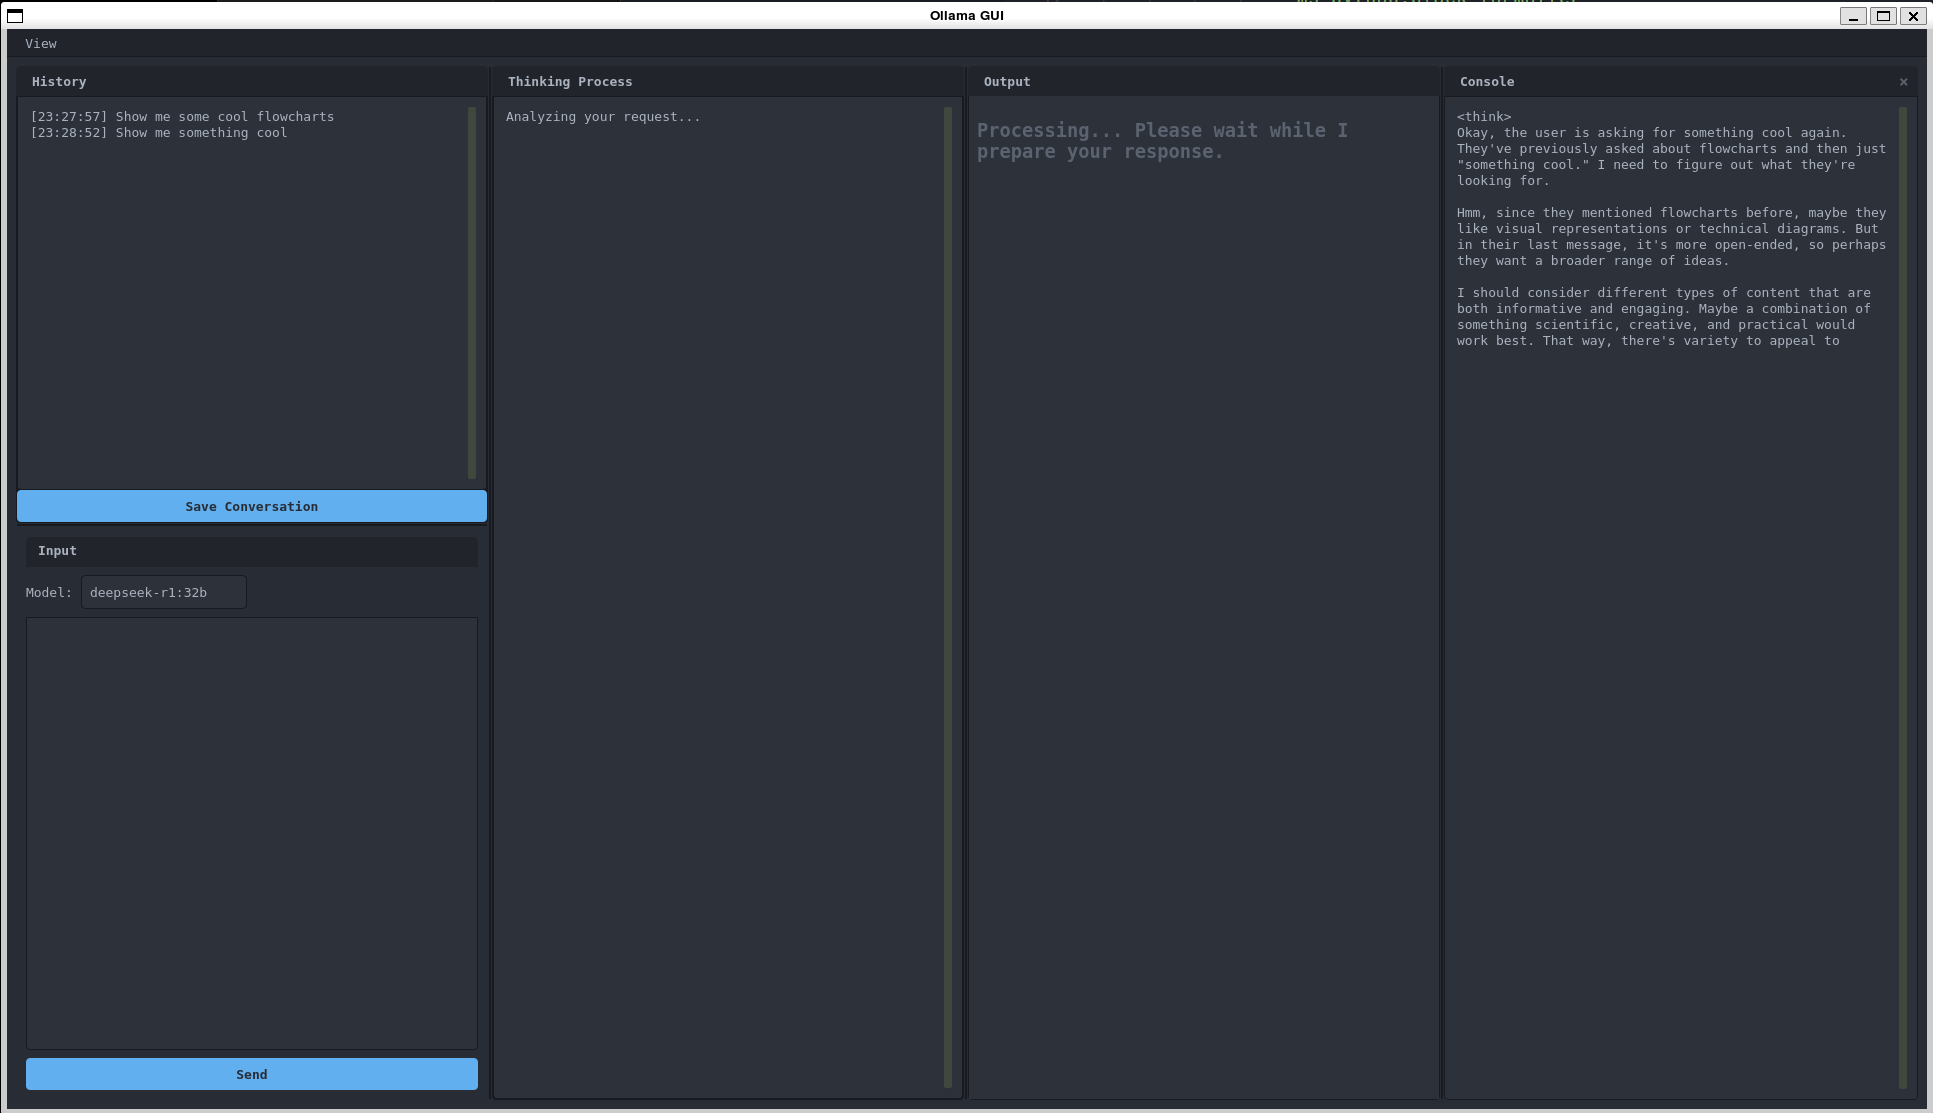 Ollama GUI
View
History
[23:27:57] Show me some cool flowcharts
[23:28:52] Show me something cool
Save Conversation
Input
Model: deepseek-r1:32b
Send
Thinking Process
Analyzing your request...
Output
Processing... Please wait while I
prepare your response.
Console ×
<think>
Okay, the user is asking for something cool again.
They've previously asked about flowcharts and then just
"something cool." I need to figure out what they're
looking for.
Hmm, since they mentioned flowcharts before, maybe they
like visual representations or technical diagrams. But
in their last message, it's more open-ended, so perhaps
they want a broader range of ideas.
I should consider different types of content that are
both informative and engaging. Maybe a combination of
something scientific, creative, and practical would
work best. That way, there's variety to appeal to